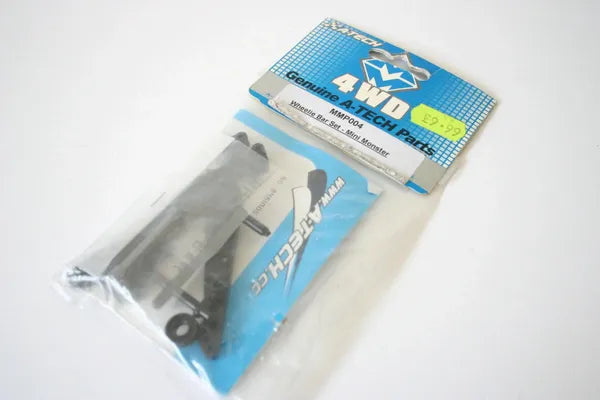 A-TECH
4WD
Genuine A-TECH Parts
£9.99
MMP004
Wheelie Bar Set - Mini Monster
www.A-TECH.cc